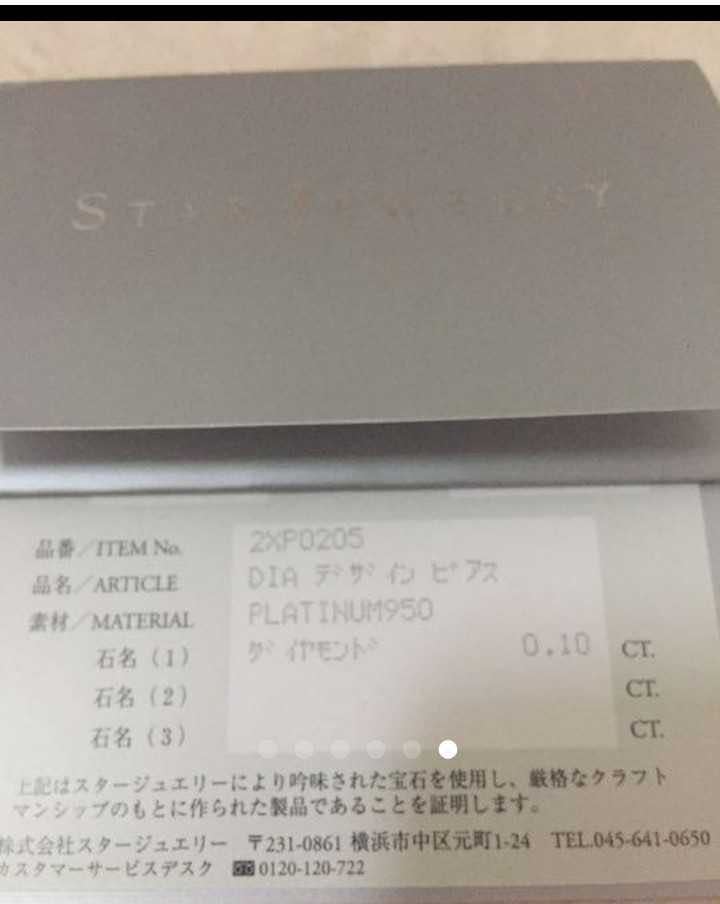 STAR JEWELRY
品番／ITEM No. 2XP0205
品名／ARTICLE DIA デザイン ピアス
素材／MATERIAL PLATINUM950
石名（1） ダイヤモンド 0.10 CT.
石名（2） CT.
石名（3） CT.
上記はスタージュエリーにより吟味された宝石を使用し、厳格なクラフト
マンシップのもとに作られた製品であることを証明します。
株式会社スタージュエリー 〒231-0861 横浜市中区元町1-24 TEL.045-641-0650
カスタマーサービスデスク 0120-120-722